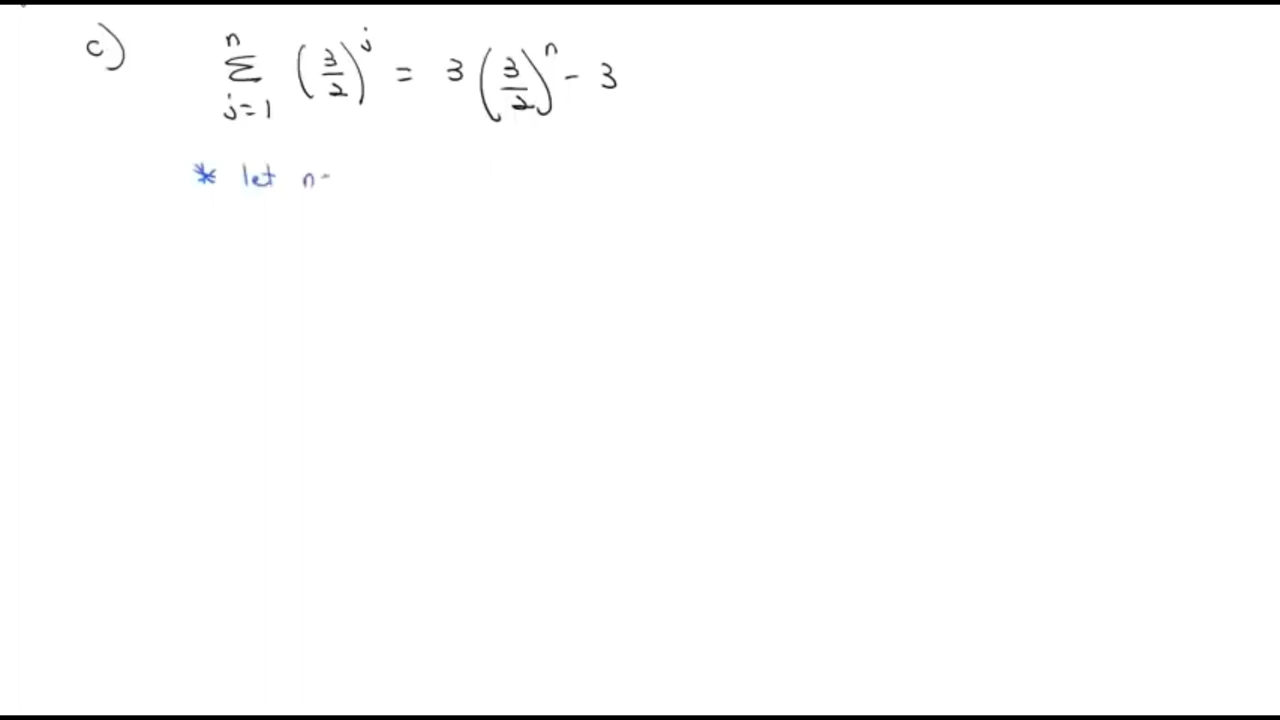 c) n Σ j=1 (3/2)^j = 3 (3/2)^n - 3
* let n-